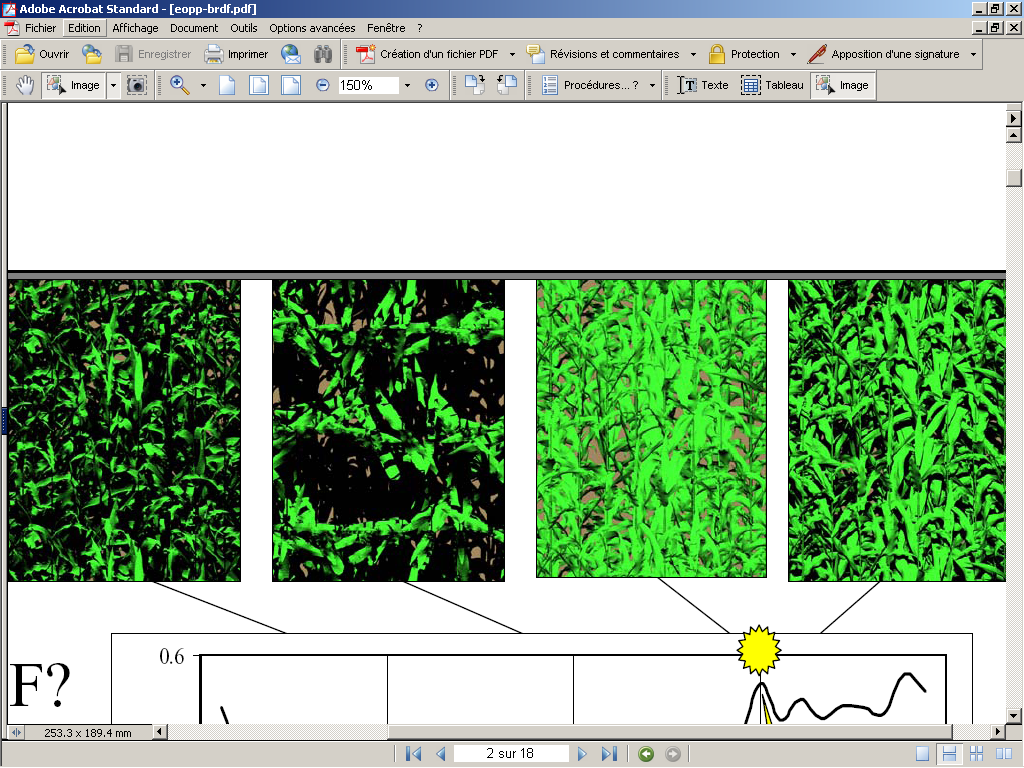 Adobe Acrobat Standard - [eopp-brdf.pdf]
Fichier Edition Affichage Document Outils Options avancées Fenêtre ?
Ouvrir Enregistrer Imprimer Création d'un fichier PDF Révisions et commentaires Protection Apposition d'une signature
Image 150% Procédures... ? Texte Tableau Image
0.6
F?
253.3 x 189.4 mm
2 sur 18